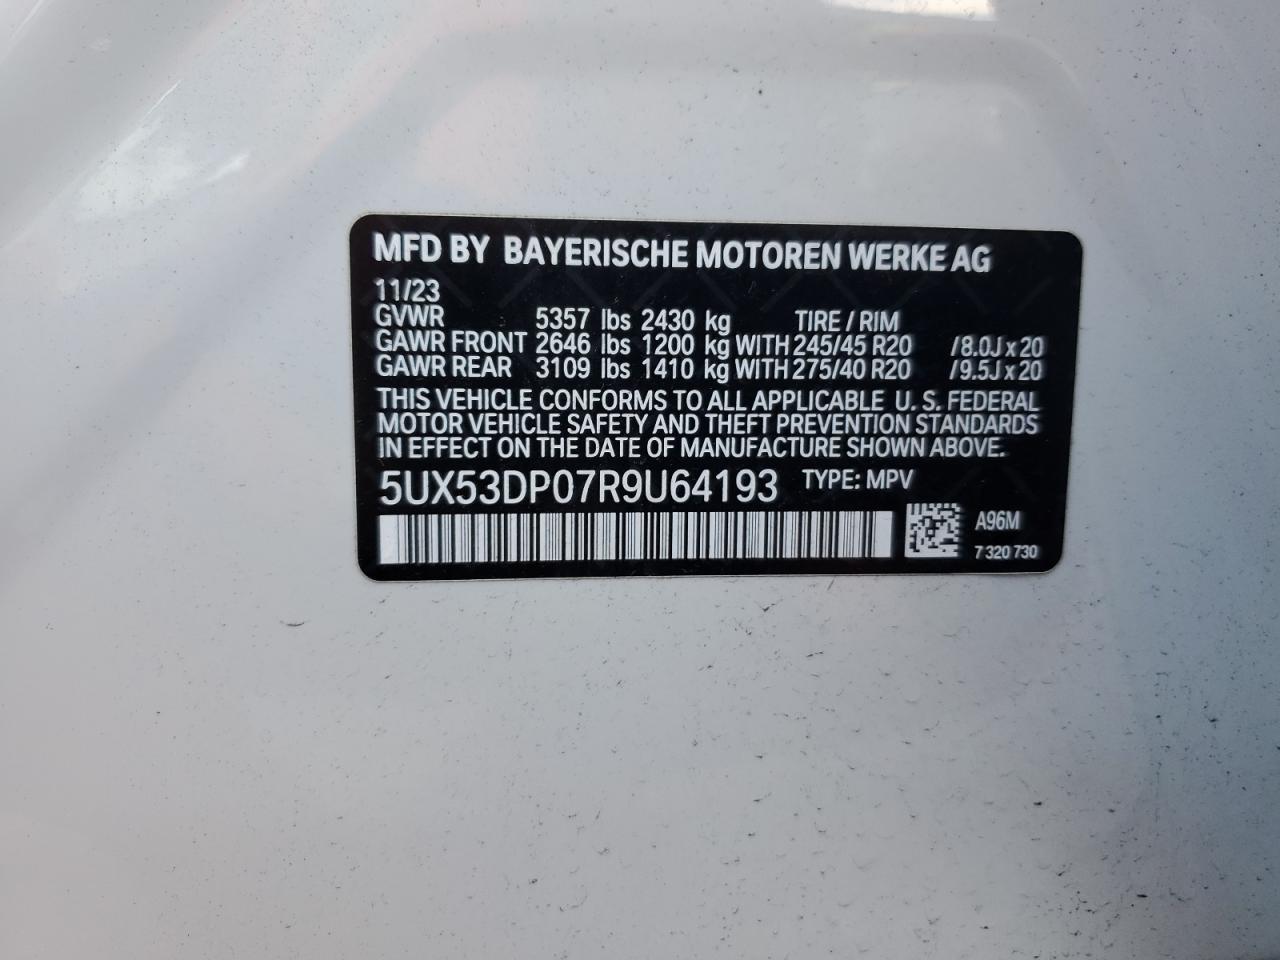 MFD BY BAYERISCHE MOTOREN WERKE AG
11/23
GVWR 5357 lbs 2430 kg TIRE / RIM
GAWR FRONT 2646 lbs 1200 kg WITH 245/45 R20 /8.0J x 20
GAWR REAR 3109 lbs 1410 kg WITH 275/40 R20 /9.5J x 20
THIS VEHICLE CONFORMS TO ALL APPLICABLE U. S. FEDERAL
MOTOR VEHICLE SAFETY AND THEFT PREVENTION STANDARDS
IN EFFECT ON THE DATE OF MANUFACTURE SHOWN ABOVE.
5UX53DP07R9U64193 TYPE: MPV
A96M
7 320 730